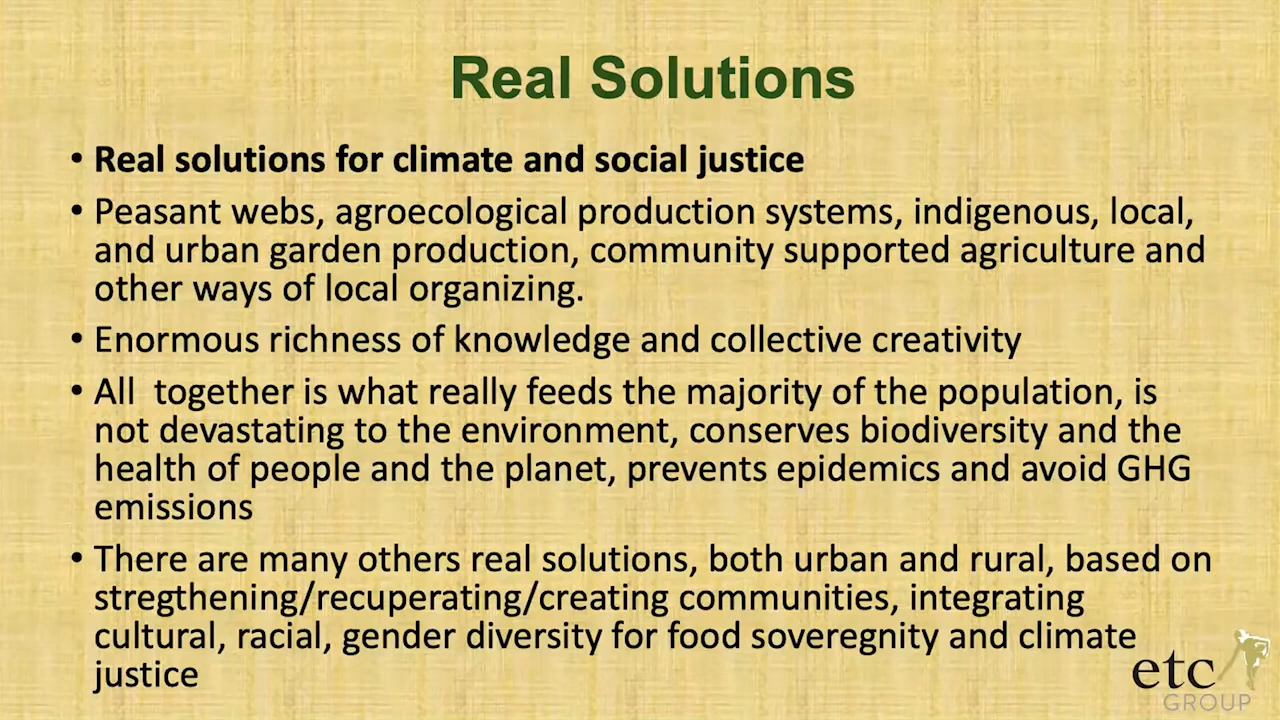 Real Solutions
• Real solutions for climate and social justice
• Peasant webs, agroecological production systems, indigenous, local,
and urban garden production, community supported agriculture and
other ways of local organizing.
• Enormous richness of knowledge and collective creativity
• All  together is what really feeds the majority of the population, is
not devastating to the environment, conserves biodiversity and the
health of people and the planet, prevents epidemics and avoid GHG
emissions
• There are many others real solutions, both urban and rural, based on
stregthening/recuperating/creating communities, integrating
cultural, racial, gender diversity for food soveregnity and climate
justice
etc
GROUP